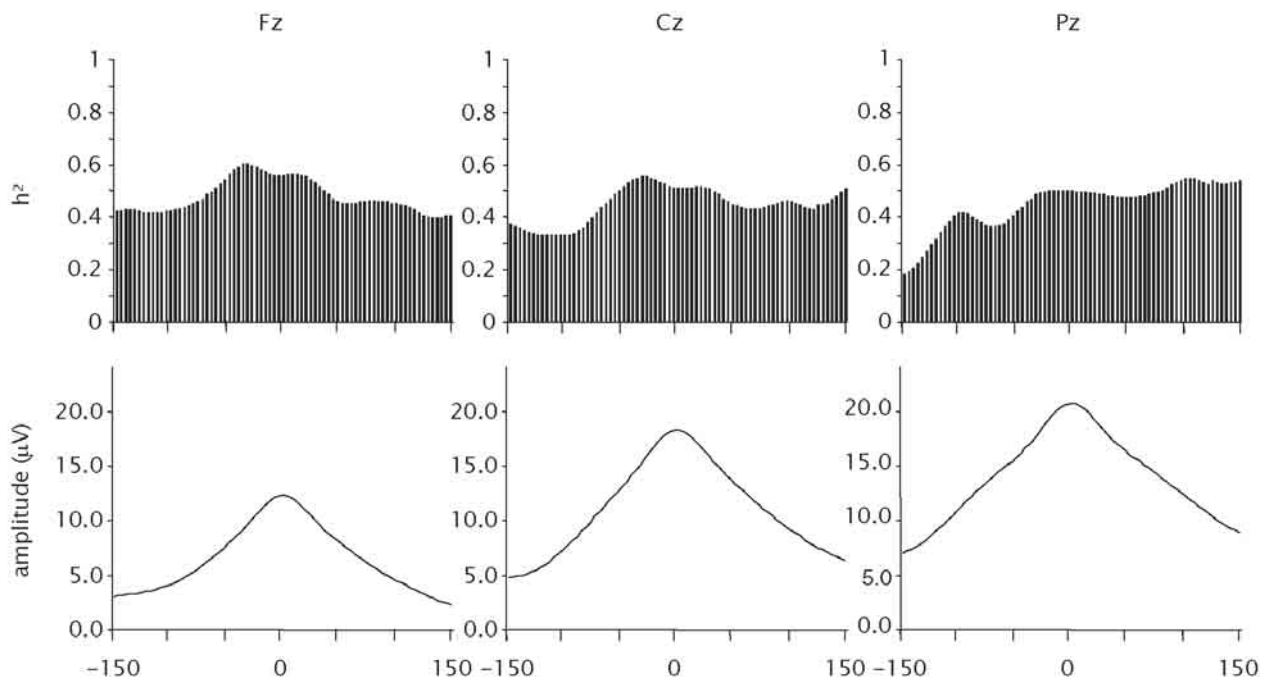 Fz Cz Pz
1 1 1
0.8 0.8 0.8
0.6 0.6 0.6
h² 0.4 0.4 0.4
0.2 0.2 0.2
0 0 0
20.0 20.0 20.0
15.0 15.0 15.0
amplitude (μV) 10.0 10.0 10.0
5.0 5.0 5.0
0.0 0.0 0.0
−150 0 150 −150 0 150 −150 0 150